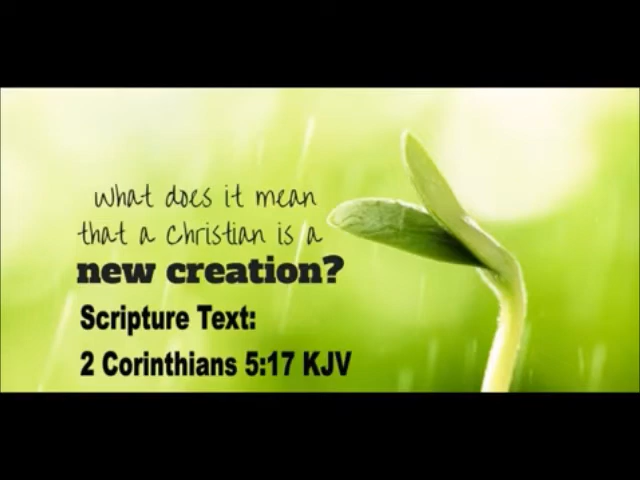 what does it mean
that a Christian is a
new creation?
Scripture Text:
2 Corinthians 5:17 KJV